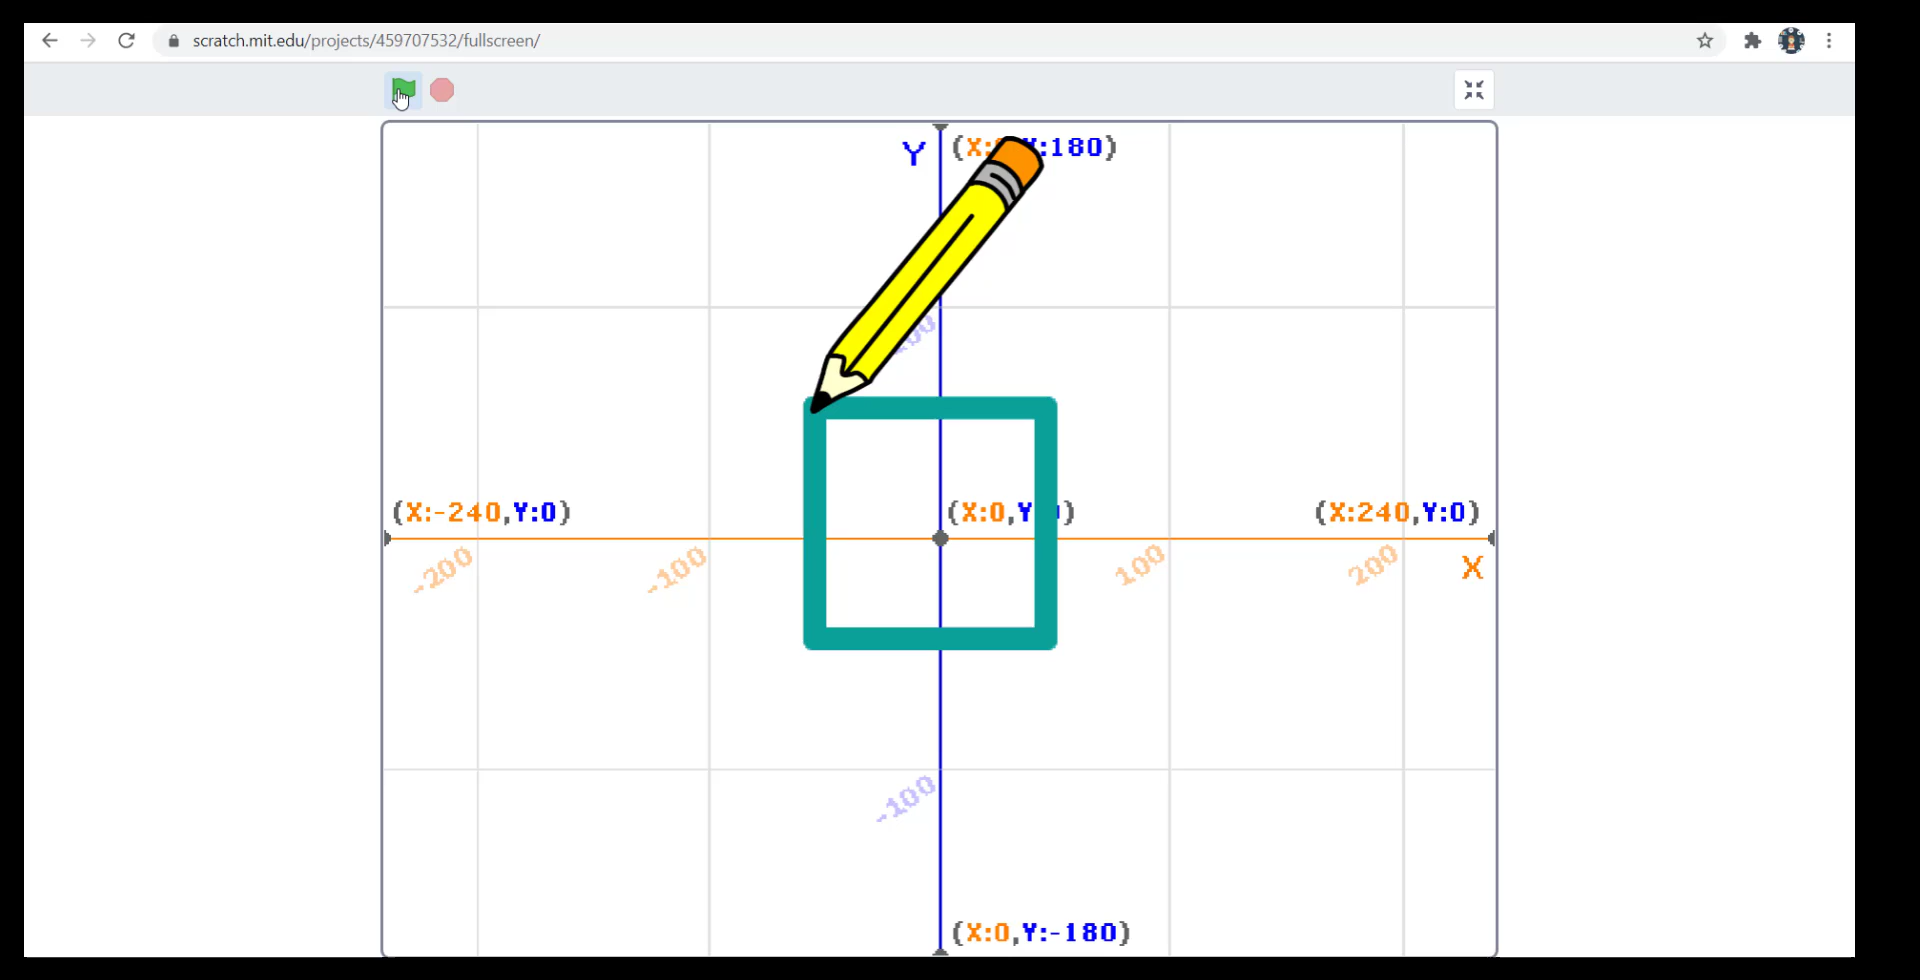 scratch.mit.edu/projects/459707532/fullscreen/
Y
(X: :180)
(X:-240,Y:0)
(X:0,Y )
(X:240,Y:0)
-200
-100
100
200
X
-100
(X:0,Y:-180)